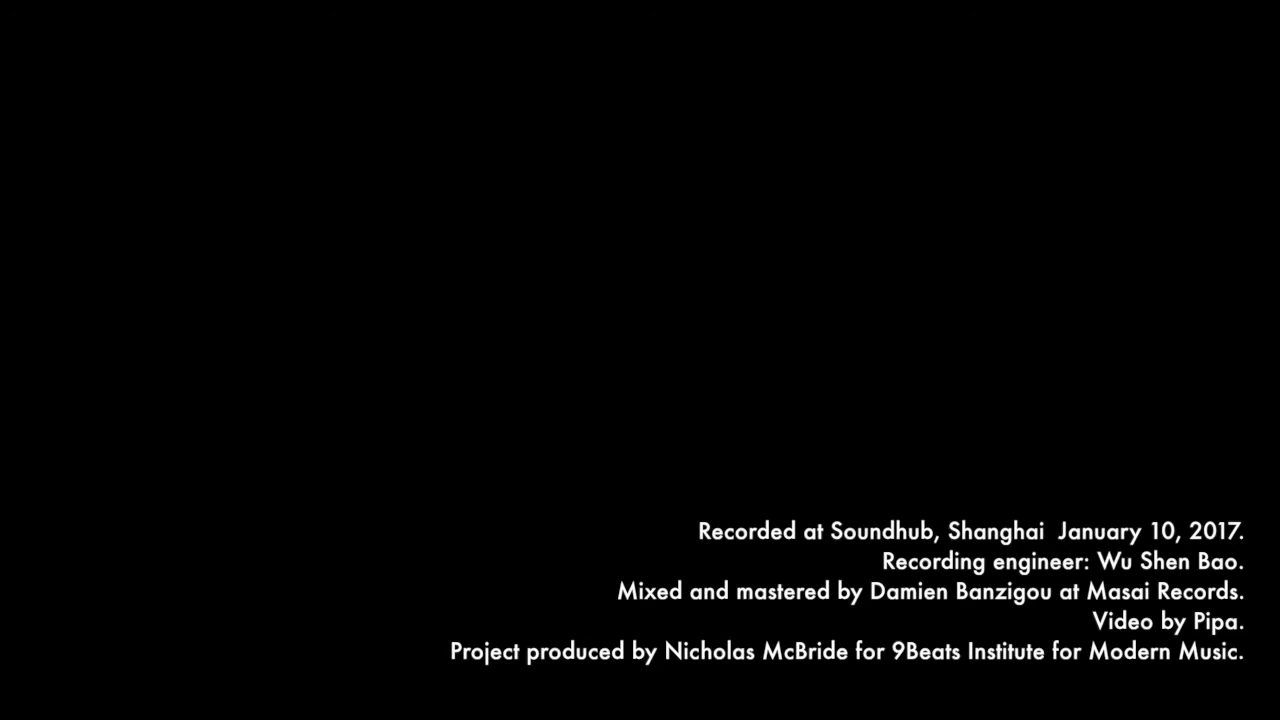 Recorded at Soundhub, Shanghai  January 10, 2017.
Recording engineer: Wu Shen Bao.
Mixed and mastered by Damien Banzigou at Masai Records.
Video by Pipa.
Project produced by Nicholas McBride for 9Beats Institute for Modern Music.